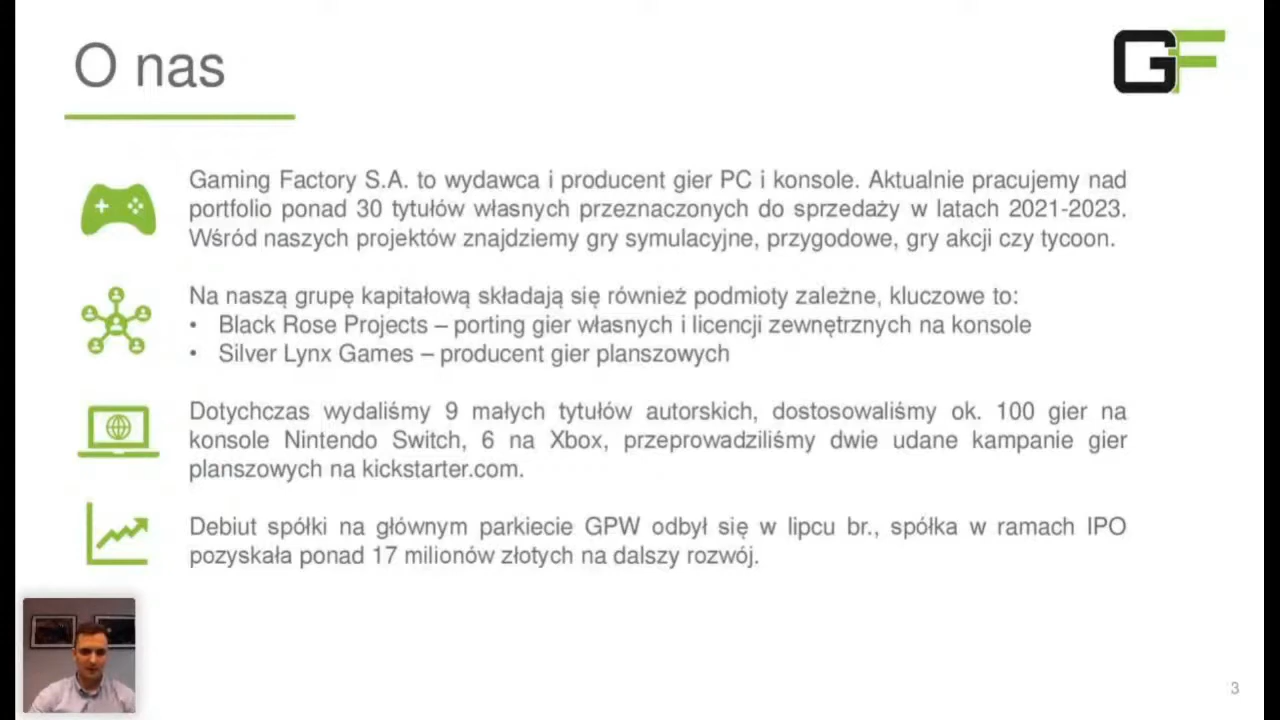 O nas
GF
Gaming Factory S.A. to wydawca i producent gier PC i konsole. Aktualnie pracujemy nad
portfolio ponad 30 tytułów własnych przeznaczonych do sprzedaży w latach 2021-2023.
Wśród naszych projektów znajdziemy gry symulacyjne, przygodowe, gry akcji czy tycoon.
Na naszą grupę kapitałową składają się również podmioty zależne, kluczowe to:
• Black Rose Projects – porting gier własnych i licencji zewnętrznych na konsole
• Silver Lynx Games – producent gier planszowych
Dotychczas wydaliśmy 9 małych tytułów autorskich, dostosowaliśmy ok. 100 gier na
konsole Nintendo Switch, 6 na Xbox, przeprowadziliśmy dwie udane kampanie gier
planszowych na kickstarter.com.
Debiut spółki na głównym parkiecie GPW odbył się w lipcu br., spółka w ramach IPO
pozyskała ponad 17 milionów złotych na dalszy rozwój.
3